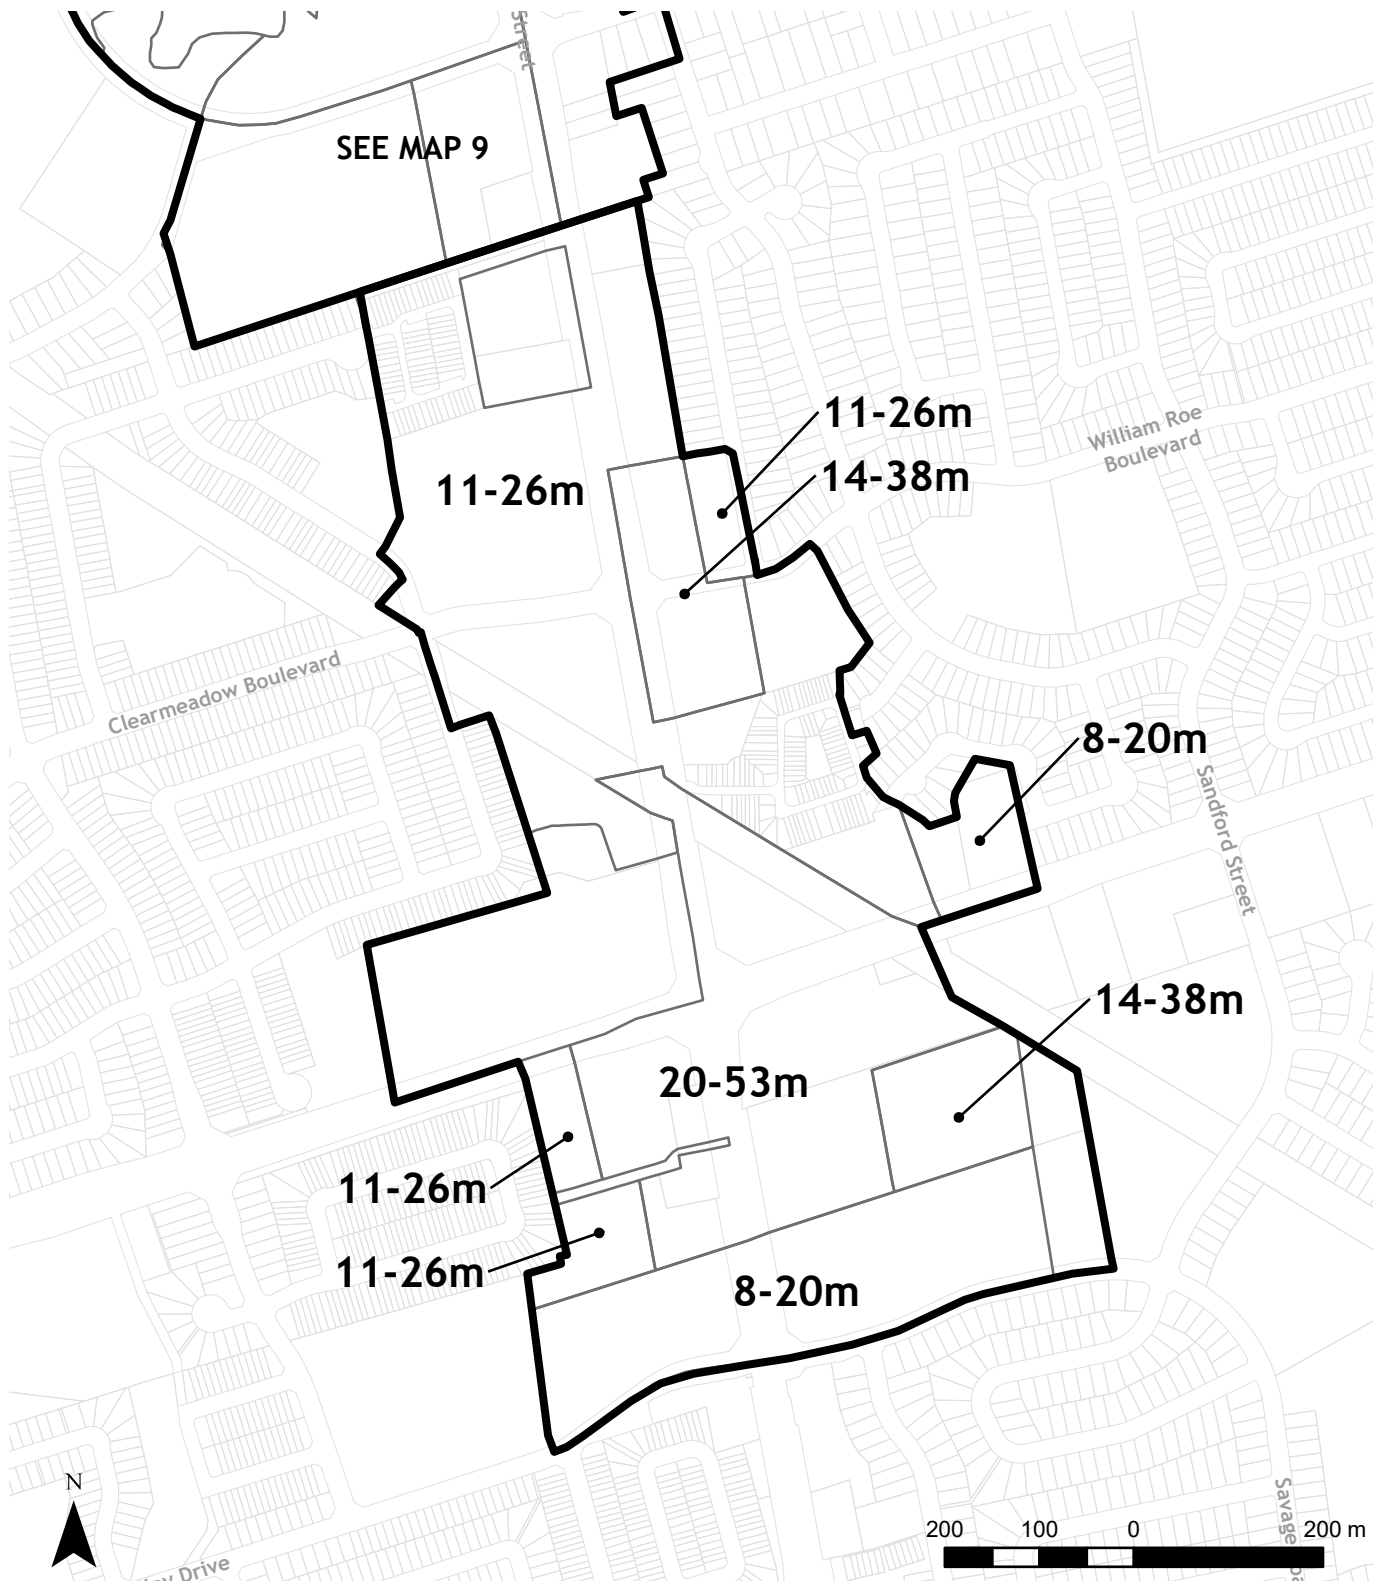 Street
SEE MAP 9
11-26m
14-38m
William Roe
Boulevard
11-26m
Clearmeadow Boulevard
8-20m
Sandford Street
14-38m
20-53m
11-26m
11-26m
8-20m
N
Savage
Drive
200 100 0 200 m